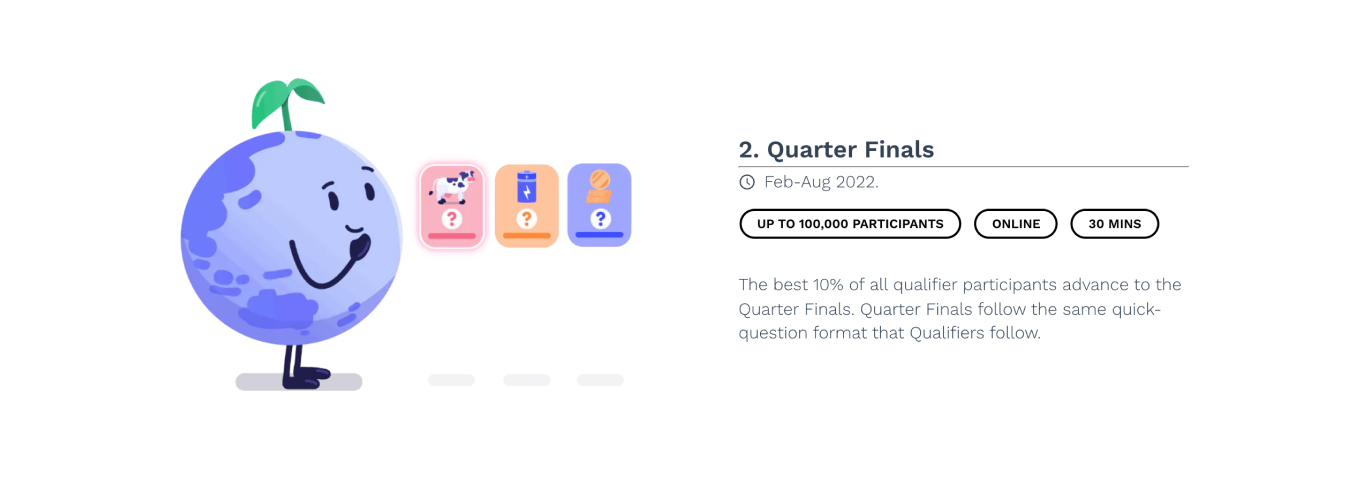 ? ? ?
2. Quarter Finals
Feb-Aug 2022.
UP TO 100,000 PARTICIPANTS ONLINE 30 MINS
The best 10% of all qualifier participants advance to the
Quarter Finals. Quarter Finals follow the same quick-
question format that Qualifiers follow.